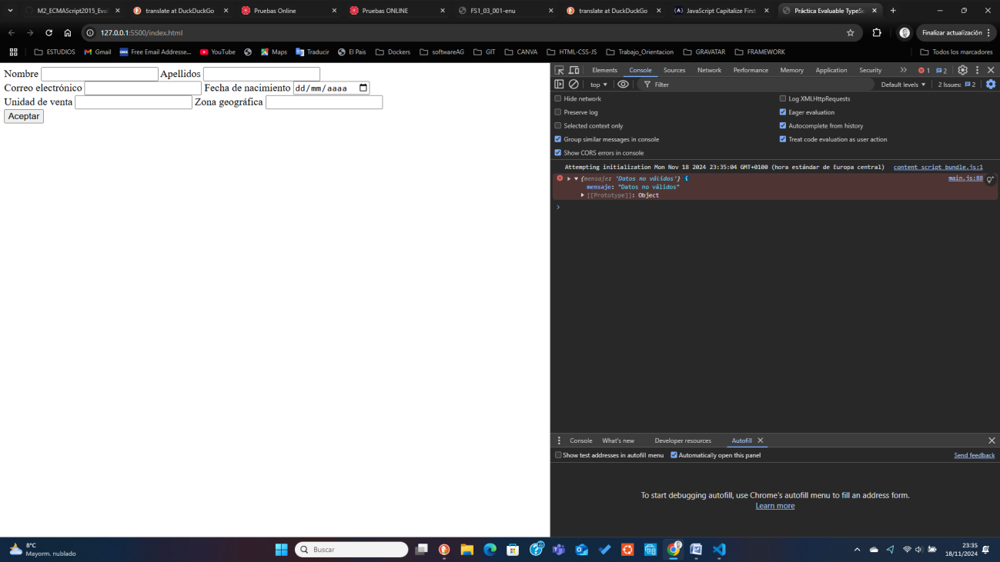 M2_ECMAScript2015_Eval
translate at DuckDuckGo
Pruebas Online
Pruebas ONLINE
FS1_03_001-enu
translate at DuckDuckGo
JavaScript Capitalize First
Práctica Evaluable TypeSc
127.0.0.1:5500/index.html
Finalizar actualización
ESTUDIOS Gmail Free Email Addresse... YouTube Maps Traducir El Pais Dockers softwareAG GIT CANVA HTML-CSS-JS Trabajo_Orientacion GRAVATAR FRAMEWORK Todos los marcadores
Nombre Apellidos
Correo electrónico Fecha de nacimiento dd/mm/aaaa
Unidad de venta Zona geográfica
Aceptar
Elements Console Sources Network Performance Memory Application Security 1 2
top Filter Default levels 2 Issues: 2
Hide network Log XMLHttpRequests
Preserve log Eager evaluation
Selected context only Autocomplete from history
Group similar messages in console Treat code evaluation as user action
Show CORS errors in console
Attempting initialization Mon Nov 18 2024 23:35:04 GMT+0100 (hora estándar de Europa central) content script bundle.js:1
{mensaje: 'Datos no válidos'} main.js:88
mensaje: "Datos no válidos"
[[Prototype]]: Object
Console What's new Developer resources Autofill
Show test addresses in autofill menu Automatically open this panel Send feedback
To start debugging autofill, use Chrome's autofill menu to fill an address form.
Learn more
8°C
Mayorm. nublado
Buscar
23:35
18/11/2024